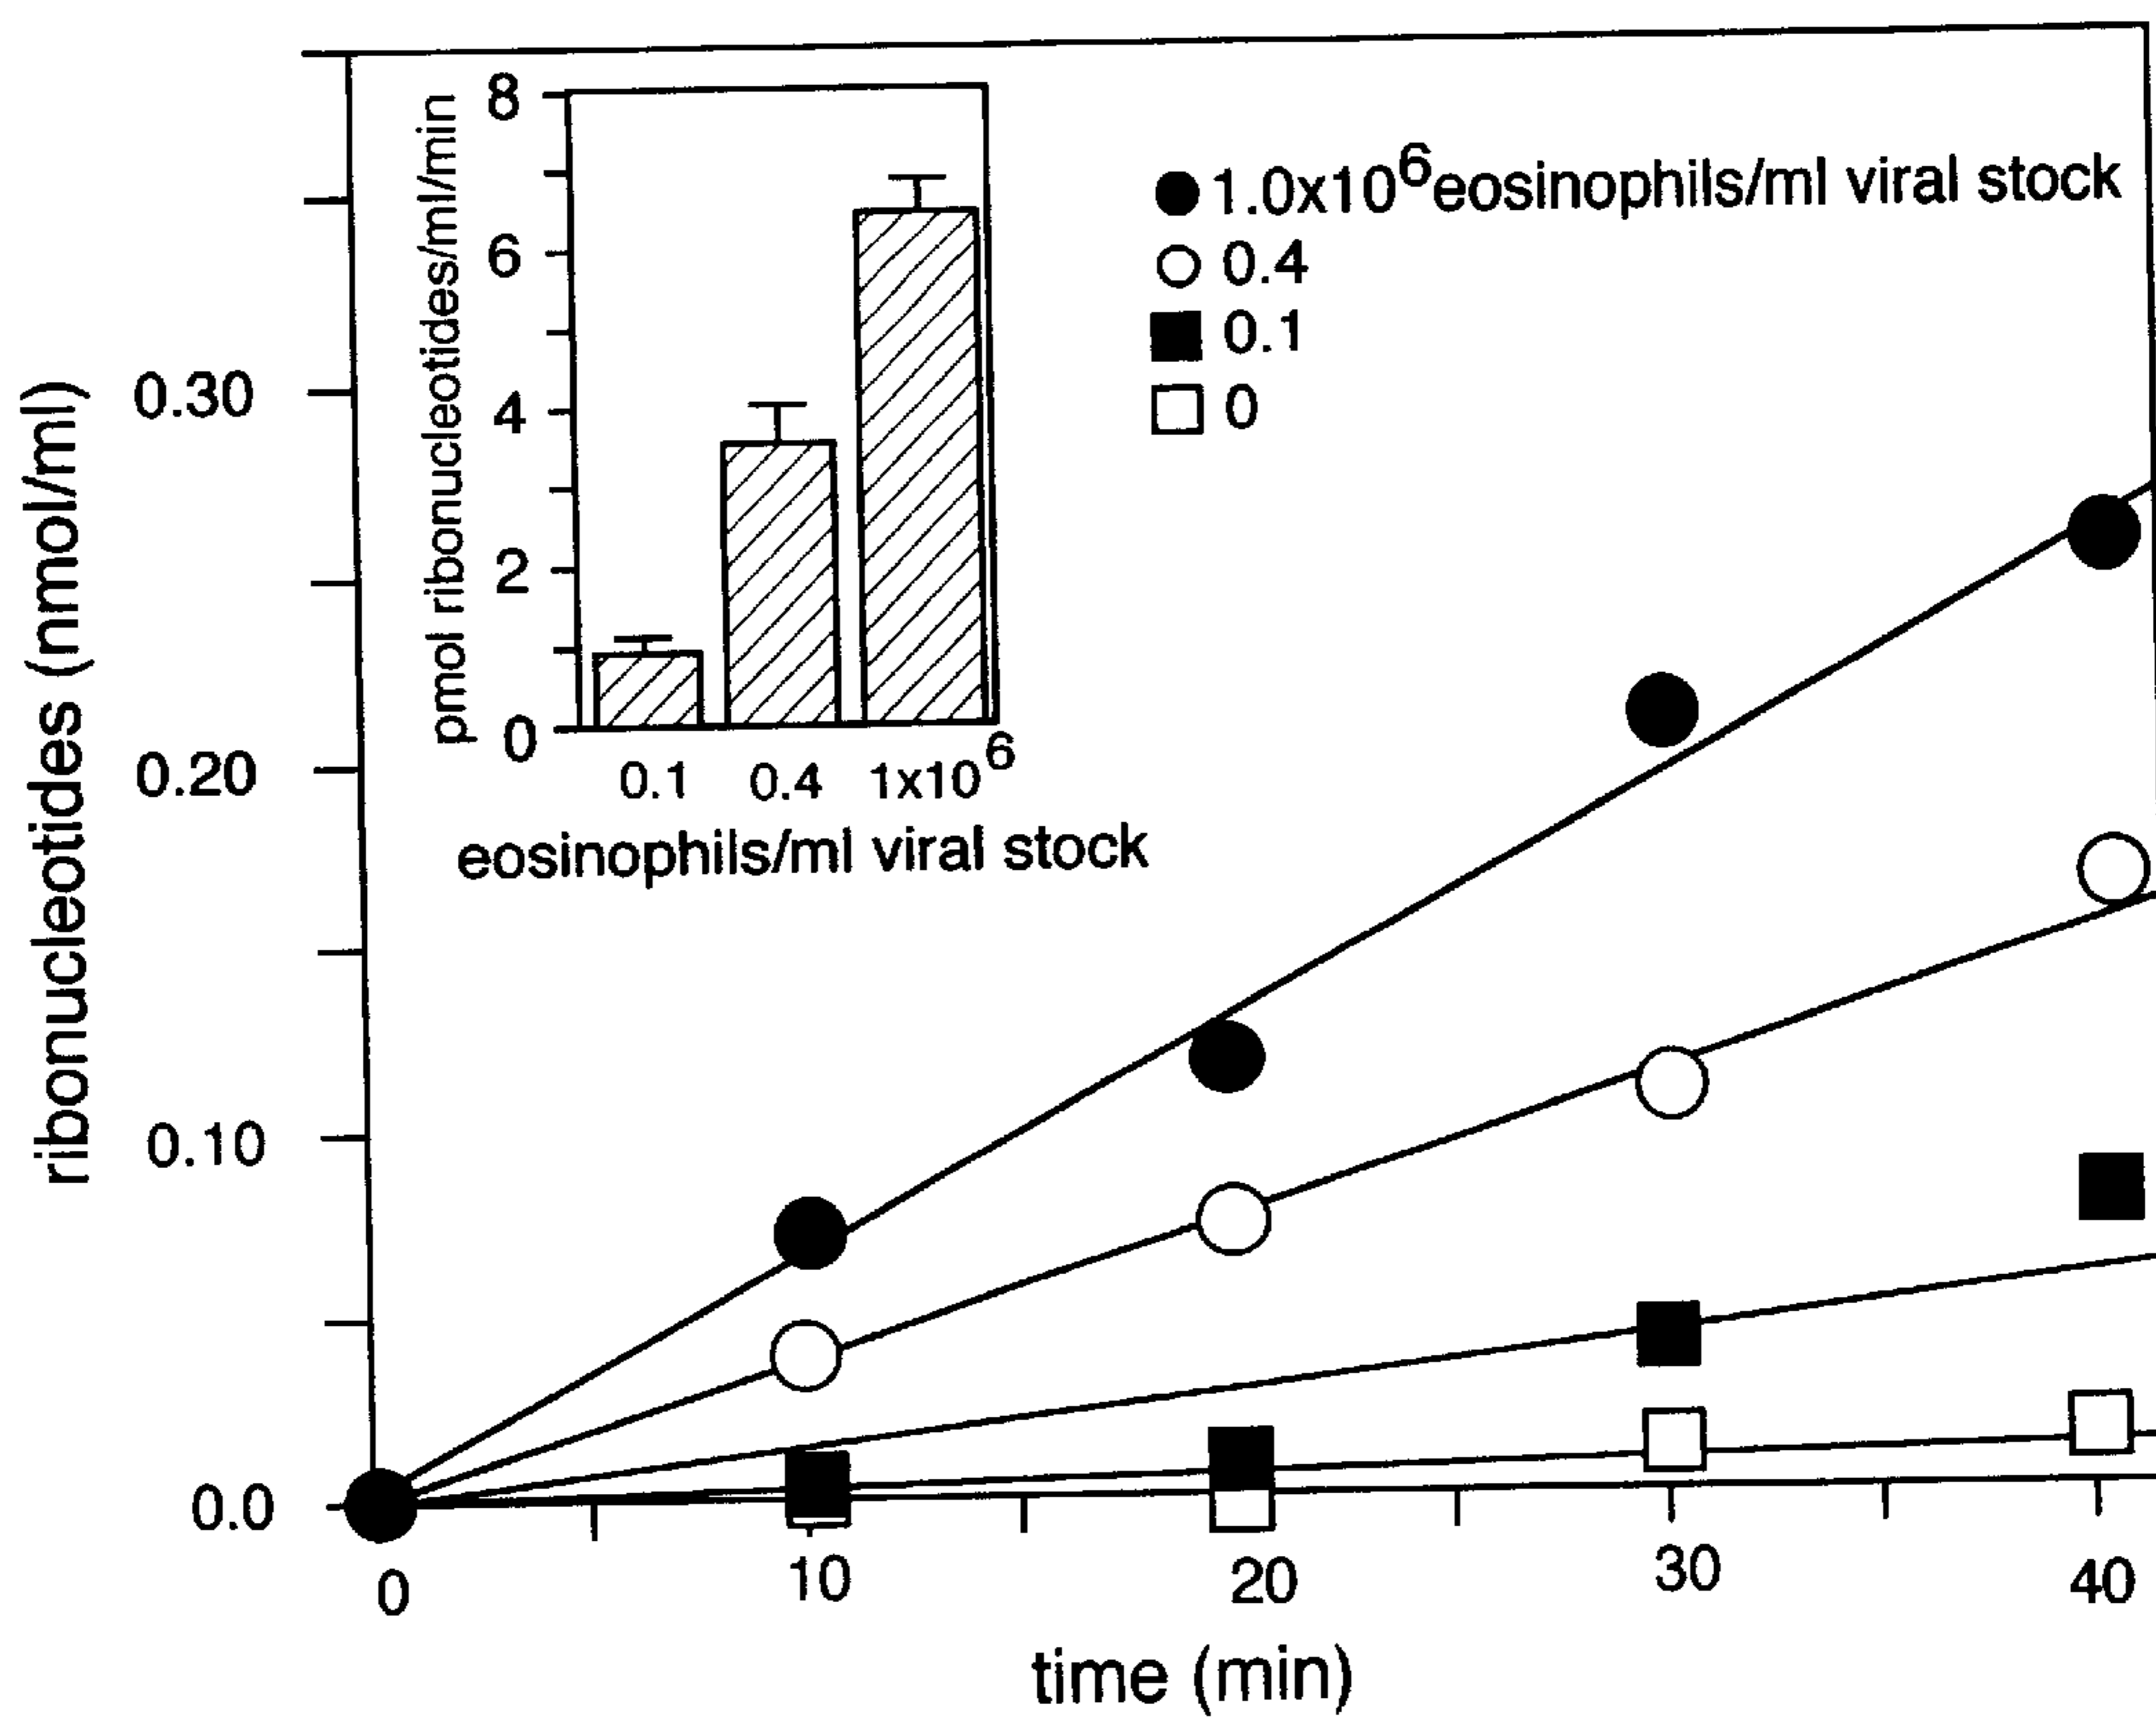 ribonucleotides (nmol/ml)
0.30
0.20
0.10
0.0
pmol ribonucleotides/ml/min
8
6
4
2
0
0.1 0.4 1x10^6
eosinophils/ml viral stock
1.0x10^6 eosinophils/ml viral stock
0.4
0.1
0
0 10 20 30 40
time (min)